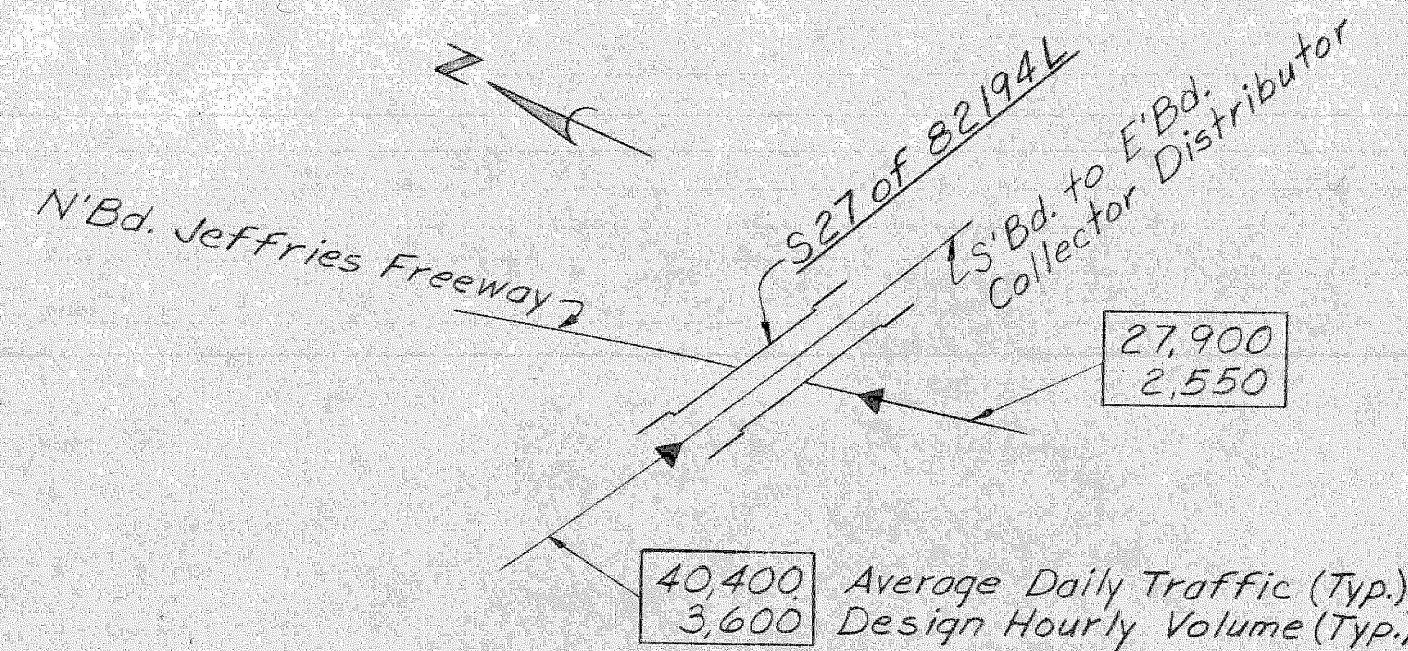 N
S27 of 82194L
S'Bd. to E'Bd.
Collector Distributor
N'Bd. Jeffries Freeway
27,900
2,550
40,400 Average Daily Traffic (Typ.)
3,600 Design Hourly Volume (Typ.)